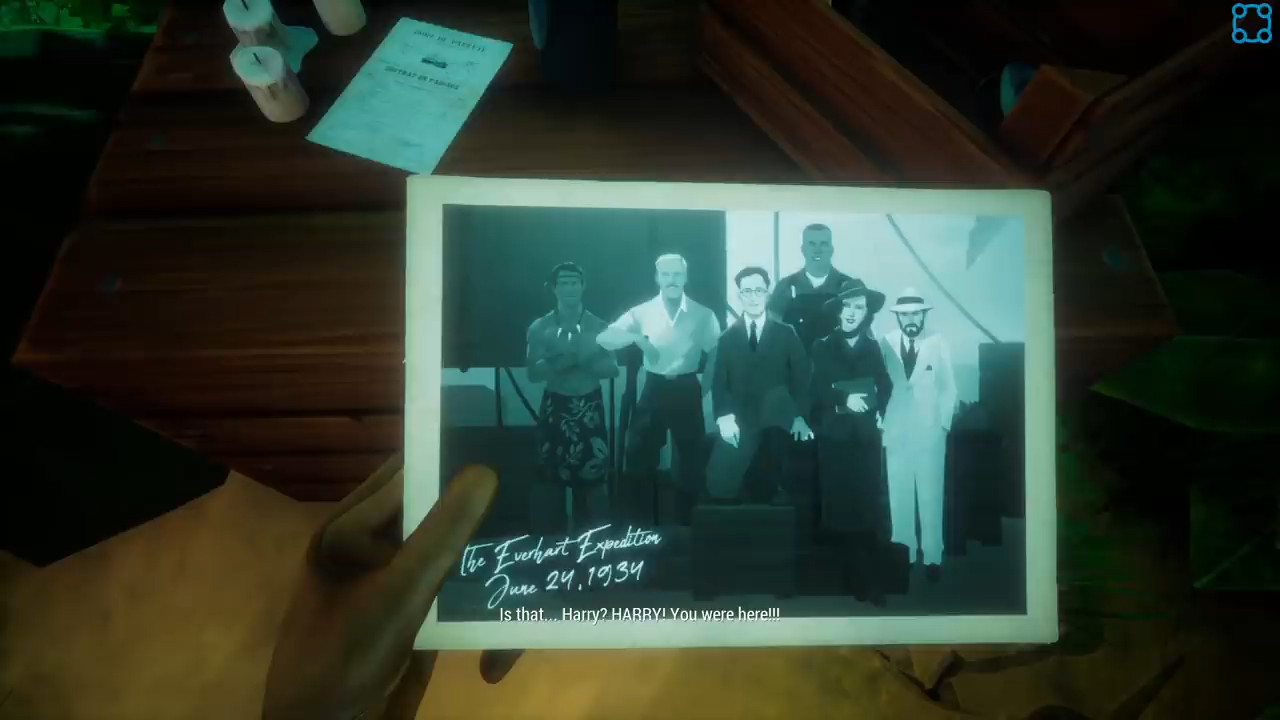 The Everhart Expedition
June 24, 1934
Is that... Harry? HARRY! You were here!!!